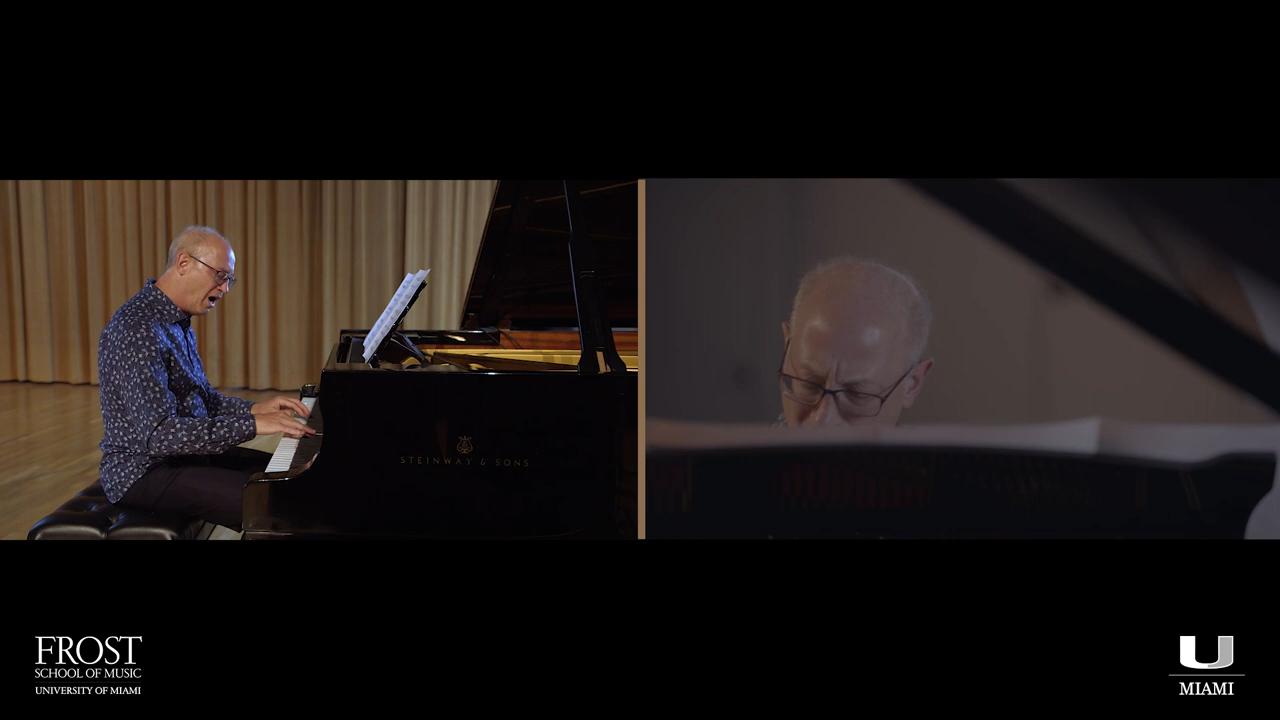 STEINWAY & SONS
FROST
SCHOOL OF MUSIC
UNIVERSITY OF MIAMI
U
MIAMI